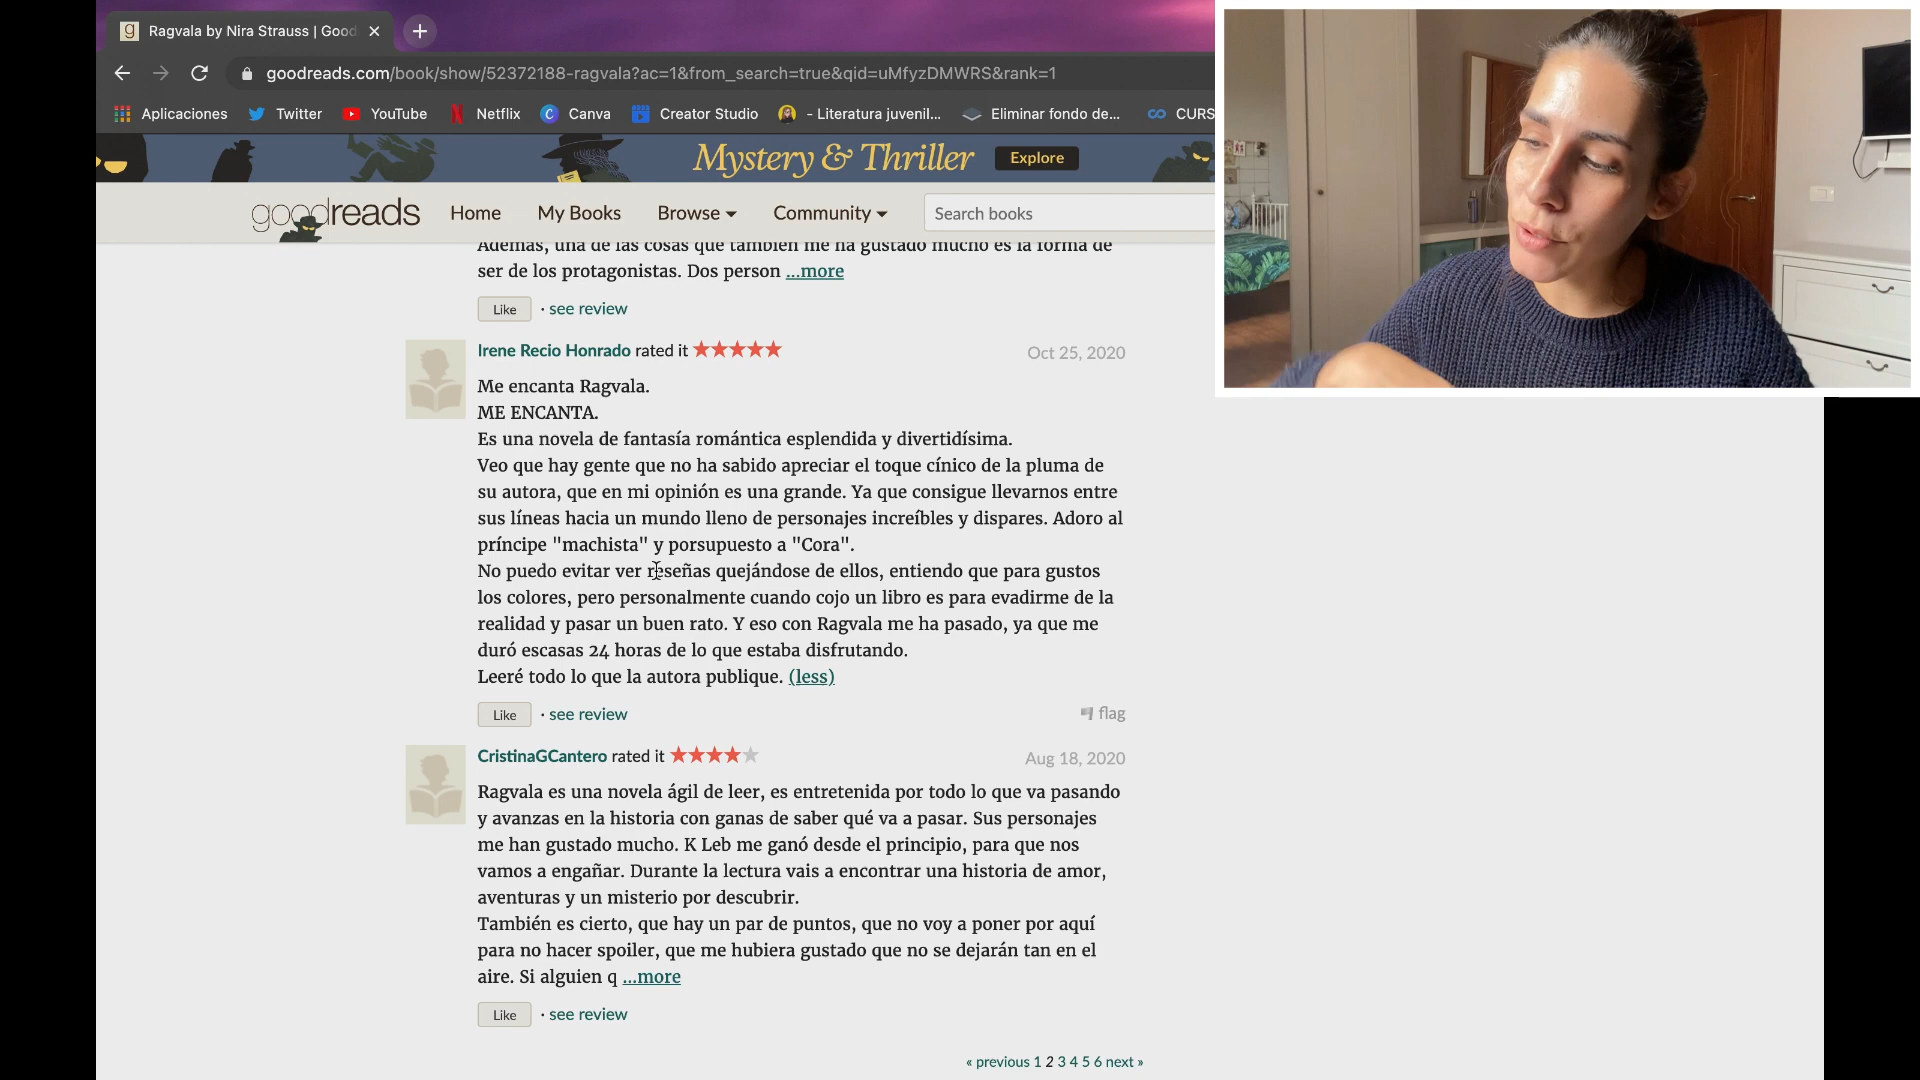 Ragvala by Nira Strauss | Good
goodreads.com/book/show/52372188-ragvala?ac=1&from_search=true&qid=uMfyzDMWRS&rank=1
Aplicaciones Twitter YouTube Netflix Canva Creator Studio - Literatura juvenil... Eliminar fondo de... CURS
Mystery & Thriller Explore
goodreads Home My Books Browse Community Search books
Además, una de las cosas que también me ha gustado mucho es la forma de
ser de los protagonistas. Dos person ...more
Like · see review
Irene Recio Honrado rated it Oct 25, 2020
Me encanta Ragvala.
ME ENCANTA.
Es una novela de fantasía romántica esplendida y divertidísima.
Veo que hay gente que no ha sabido apreciar el toque cínico de la pluma de
su autora, que en mi opinión es una grande. Ya que consigue llevarnos entre
sus líneas hacia un mundo lleno de personajes increíbles y dispares. Adoro al
príncipe "machista" y porsupuesto a "Cora".
No puedo evitar ver reseñas quejándose de ellos, entiendo que para gustos
los colores, pero personalmente cuando cojo un libro es para evadirme de la
realidad y pasar un buen rato. Y eso con Ragvala me ha pasado, ya que me
duró escasas 24 horas de lo que estaba disfrutando.
Leeré todo lo que la autora publique. (less)
Like · see review flag
CristinaGCantero rated it Aug 18, 2020
Ragvala es una novela ágil de leer, es entretenida por todo lo que va pasando
y avanzas en la historia con ganas de saber qué va a pasar. Sus personajes
me han gustado mucho. K Leb me ganó desde el principio, para que nos
vamos a engañar. Durante la lectura vais a encontrar una historia de amor,
aventuras y un misterio por descubrir.
También es cierto, que hay un par de puntos, que no voy a poner por aquí
para no hacer spoiler, que me hubiera gustado que no se dejarán tan en el
aire. Si alguien q ...more
Like · see review
« previous 1 2 3 4 5 6 next »